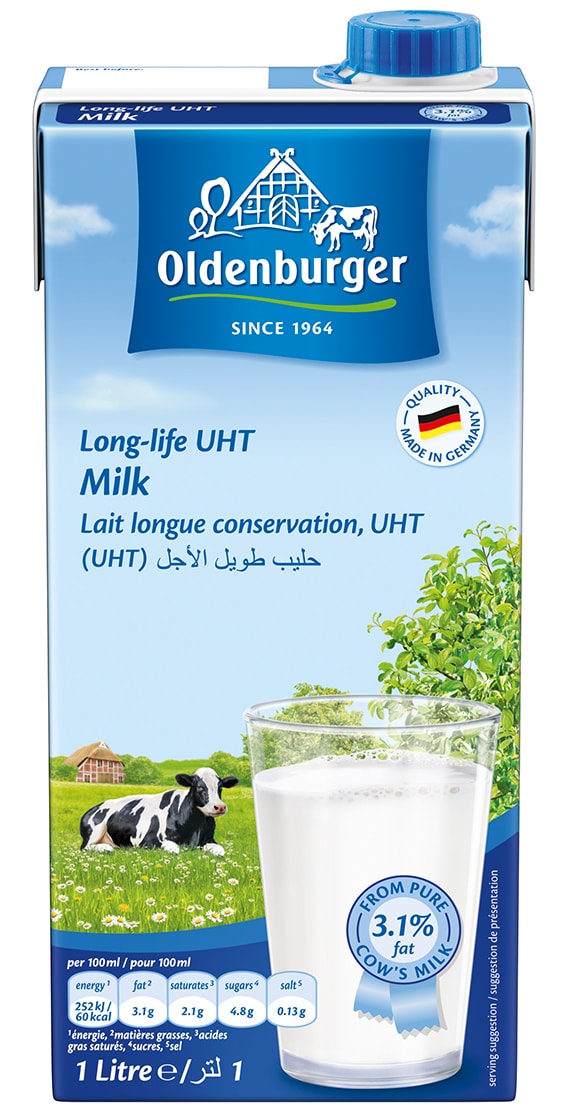 Best before:
Long-life UHT
Milk
3.1%
fat
Oldenburger
SINCE 1964
QUALITY
MADE IN GERMANY
Long-life UHT
Milk
Lait longue conservation, UHT
حليب طويل الأجل (UHT)
FROM PURE
3.1%
fat
COW'S MILK
per 100ml / pour 100ml
energy¹ fat² saturates³ sugars⁴ salt⁵
252 kJ / 3.1g 2.1g 4.8g 0.13g
60 kcal
¹énergie, ²matières grasses, ³acides
gras saturés, ⁴sucres, ⁵sel
1 Litre ℮ / 1 لتر
serving suggestion / suggestion de présentation